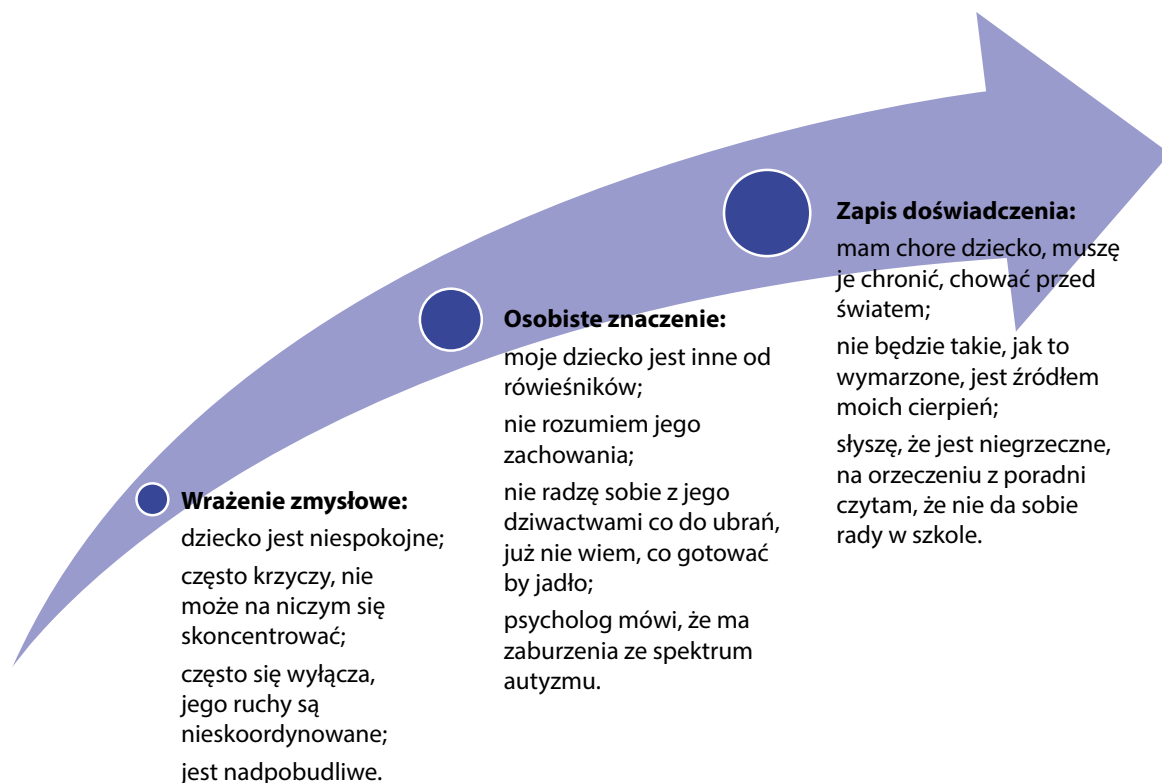 Wrażenie zmysłowe:
dziecko jest niespokojne;
często krzyczy, nie
może na niczym się
skoncentrować;
często się wyłącza,
jego ruchy są
nieskoordynowane;
jest nadpobudliwe.
Osobiste znaczenie:
moje dziecko jest inne od
rówieśników;
nie rozumiem jego
zachowania;
nie radzę sobie z jego
dziwactwami co do ubrań,
już nie wiem, co gotować
by jadło;
psycholog mówi, że ma
zaburzenia ze spektrum
autyzmu.
Zapis doświadczenia:
mam chore dziecko, muszę
je chronić, chować przed
światem;
nie będzie takie, jak to
wymarzone, jest źródłem
moich cierpień;
słyszę, że jest niegrzeczne,
na orzeczeniu z poradni
czytam, że nie da sobie
rady w szkole.